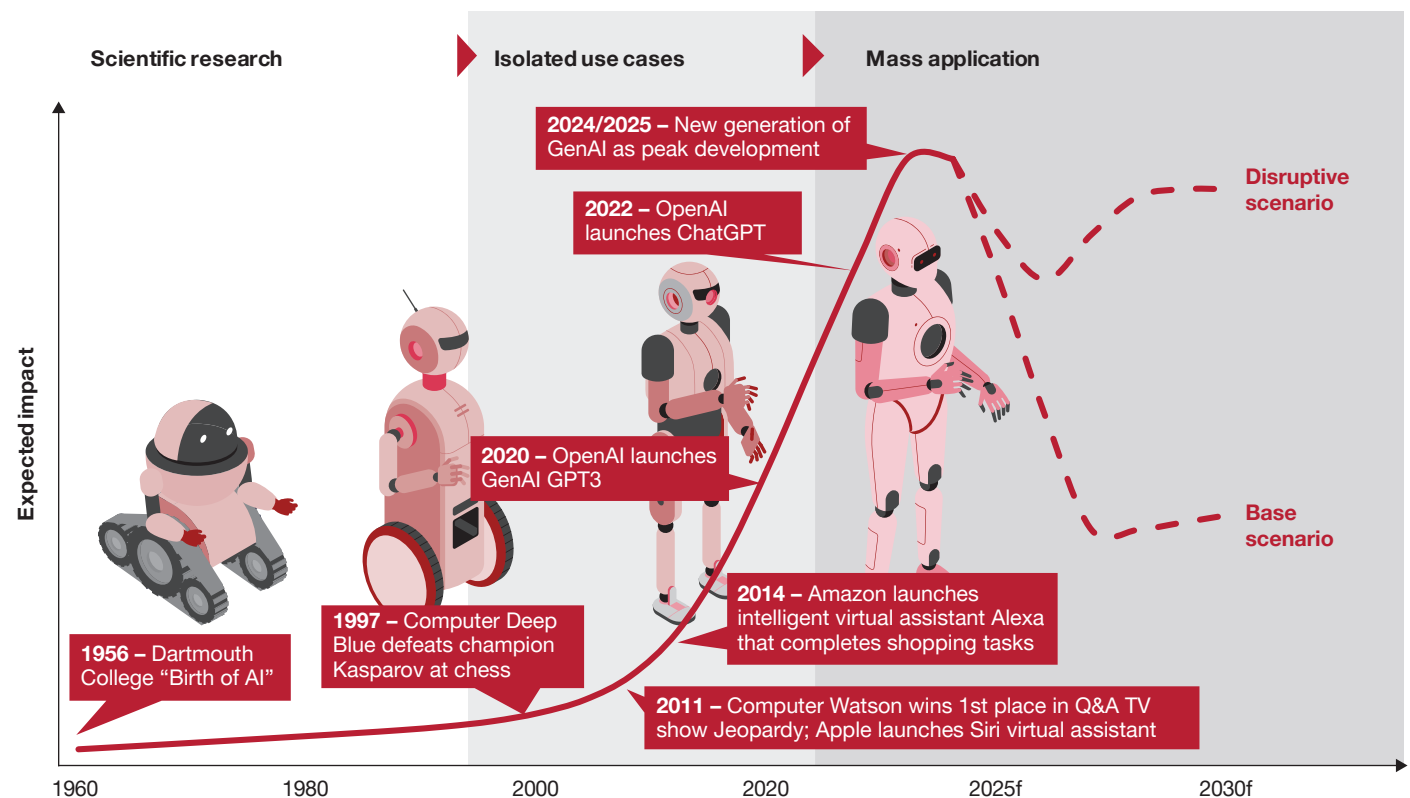 Scientific research
Isolated use cases
Mass application
2024/2025 – New generation of
GenAI as peak development
Disruptive
scenario
2022 – OpenAI
launches ChatGPT
Expected impact
2020 – OpenAI launches
GenAI GPT3
Base
scenario
2014 – Amazon launches
intelligent virtual assistant Alexa
that completes shopping tasks
1997 – Computer Deep
Blue defeats champion
Kasparov at chess
1956 – Dartmouth
College “Birth of AI”
2011 – Computer Watson wins 1st place in Q&A TV
show Jeopardy; Apple launches Siri virtual assistant
1960
1980
2000
2020
2025f
2030f